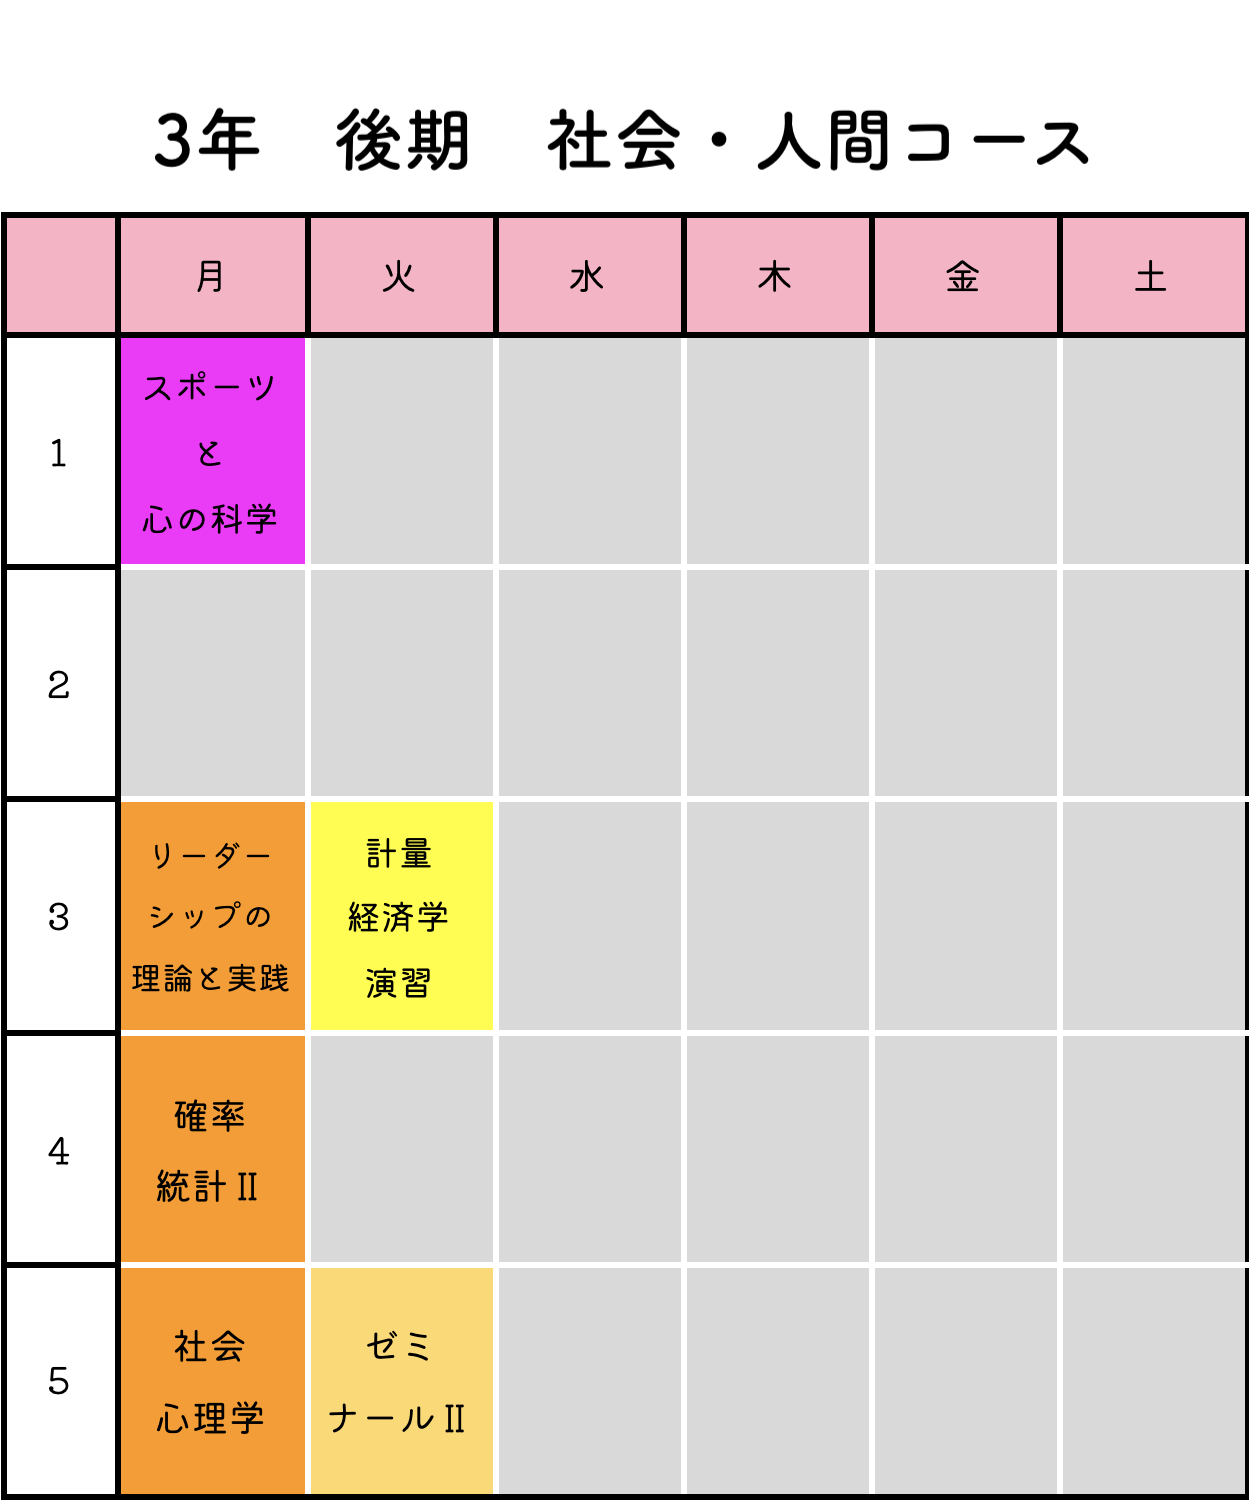 3年　後期　社会・人間コース
月 火 水 木 金 土
1
スポーツ
と
心の科学
2
3
リーダー
シップの
理論と実践
計量
経済学
演習
4
確率
統計Ⅱ
5
社会
心理学
ゼミ
ナールⅡ